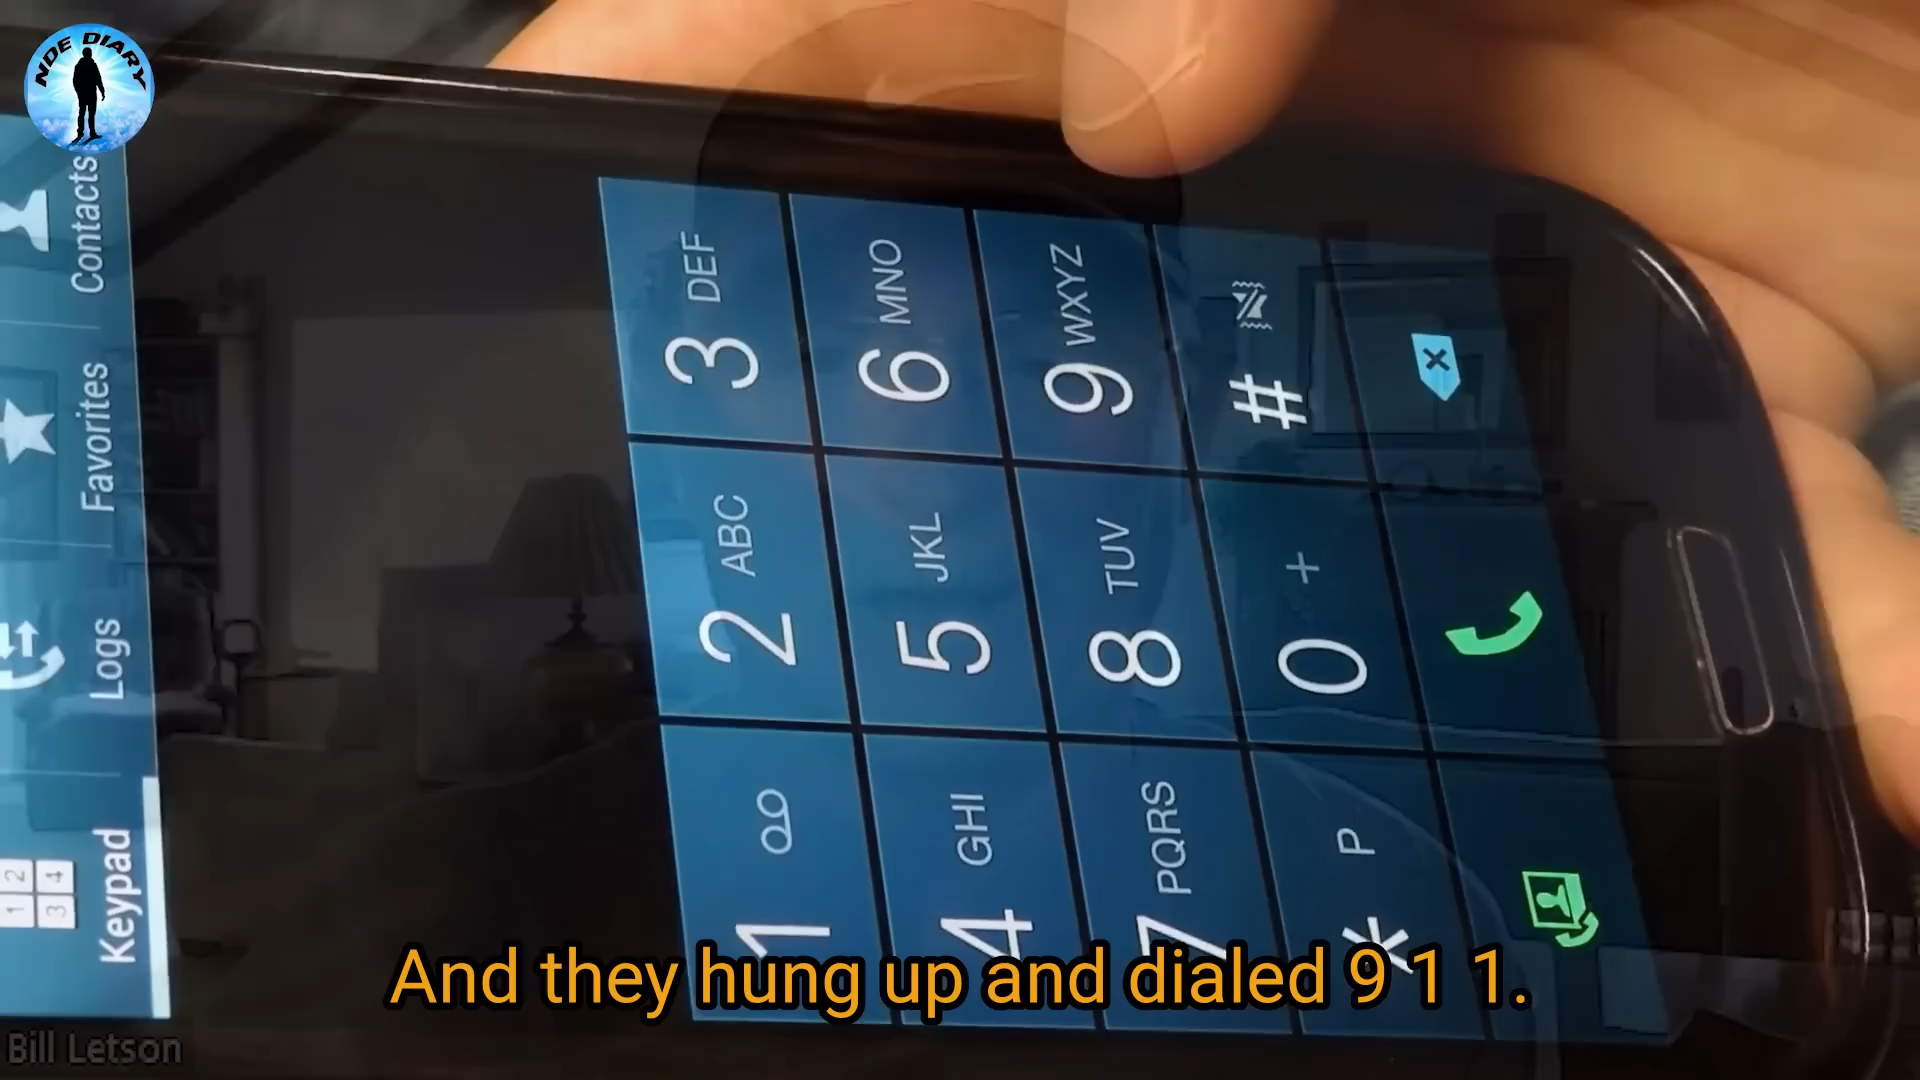 NDE DIARY
Contacts
Favorites
Logs
Keypad
1 2
3 4
3 DEF
6 MNO
9 WXYZ
#
2 ABC
5 JKL
8 TUV
0 +
1
4 GHI
7 PQRS
* P
And they hung up and dialed 9 1 1.
Bill Letson